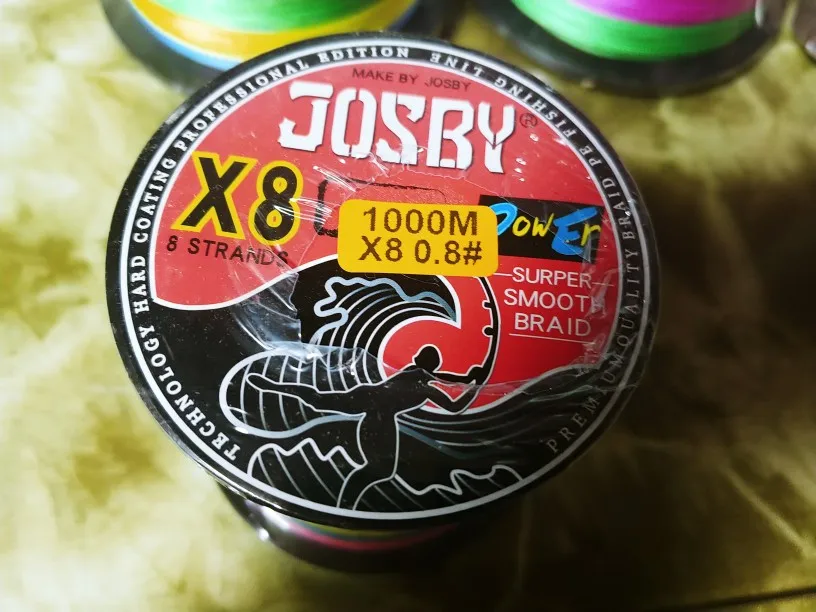 TECHNOLOGY HARD COATING PROFESSIONAL EDITION
PREMIUM QUALITY BRAID PE FISHING LINE
MAKE BY JOSBY
JOSBY®
X8
8 STRANDS
1000M
X8 0.8#
PowEr
SURPER
SMOOTH
BRAID